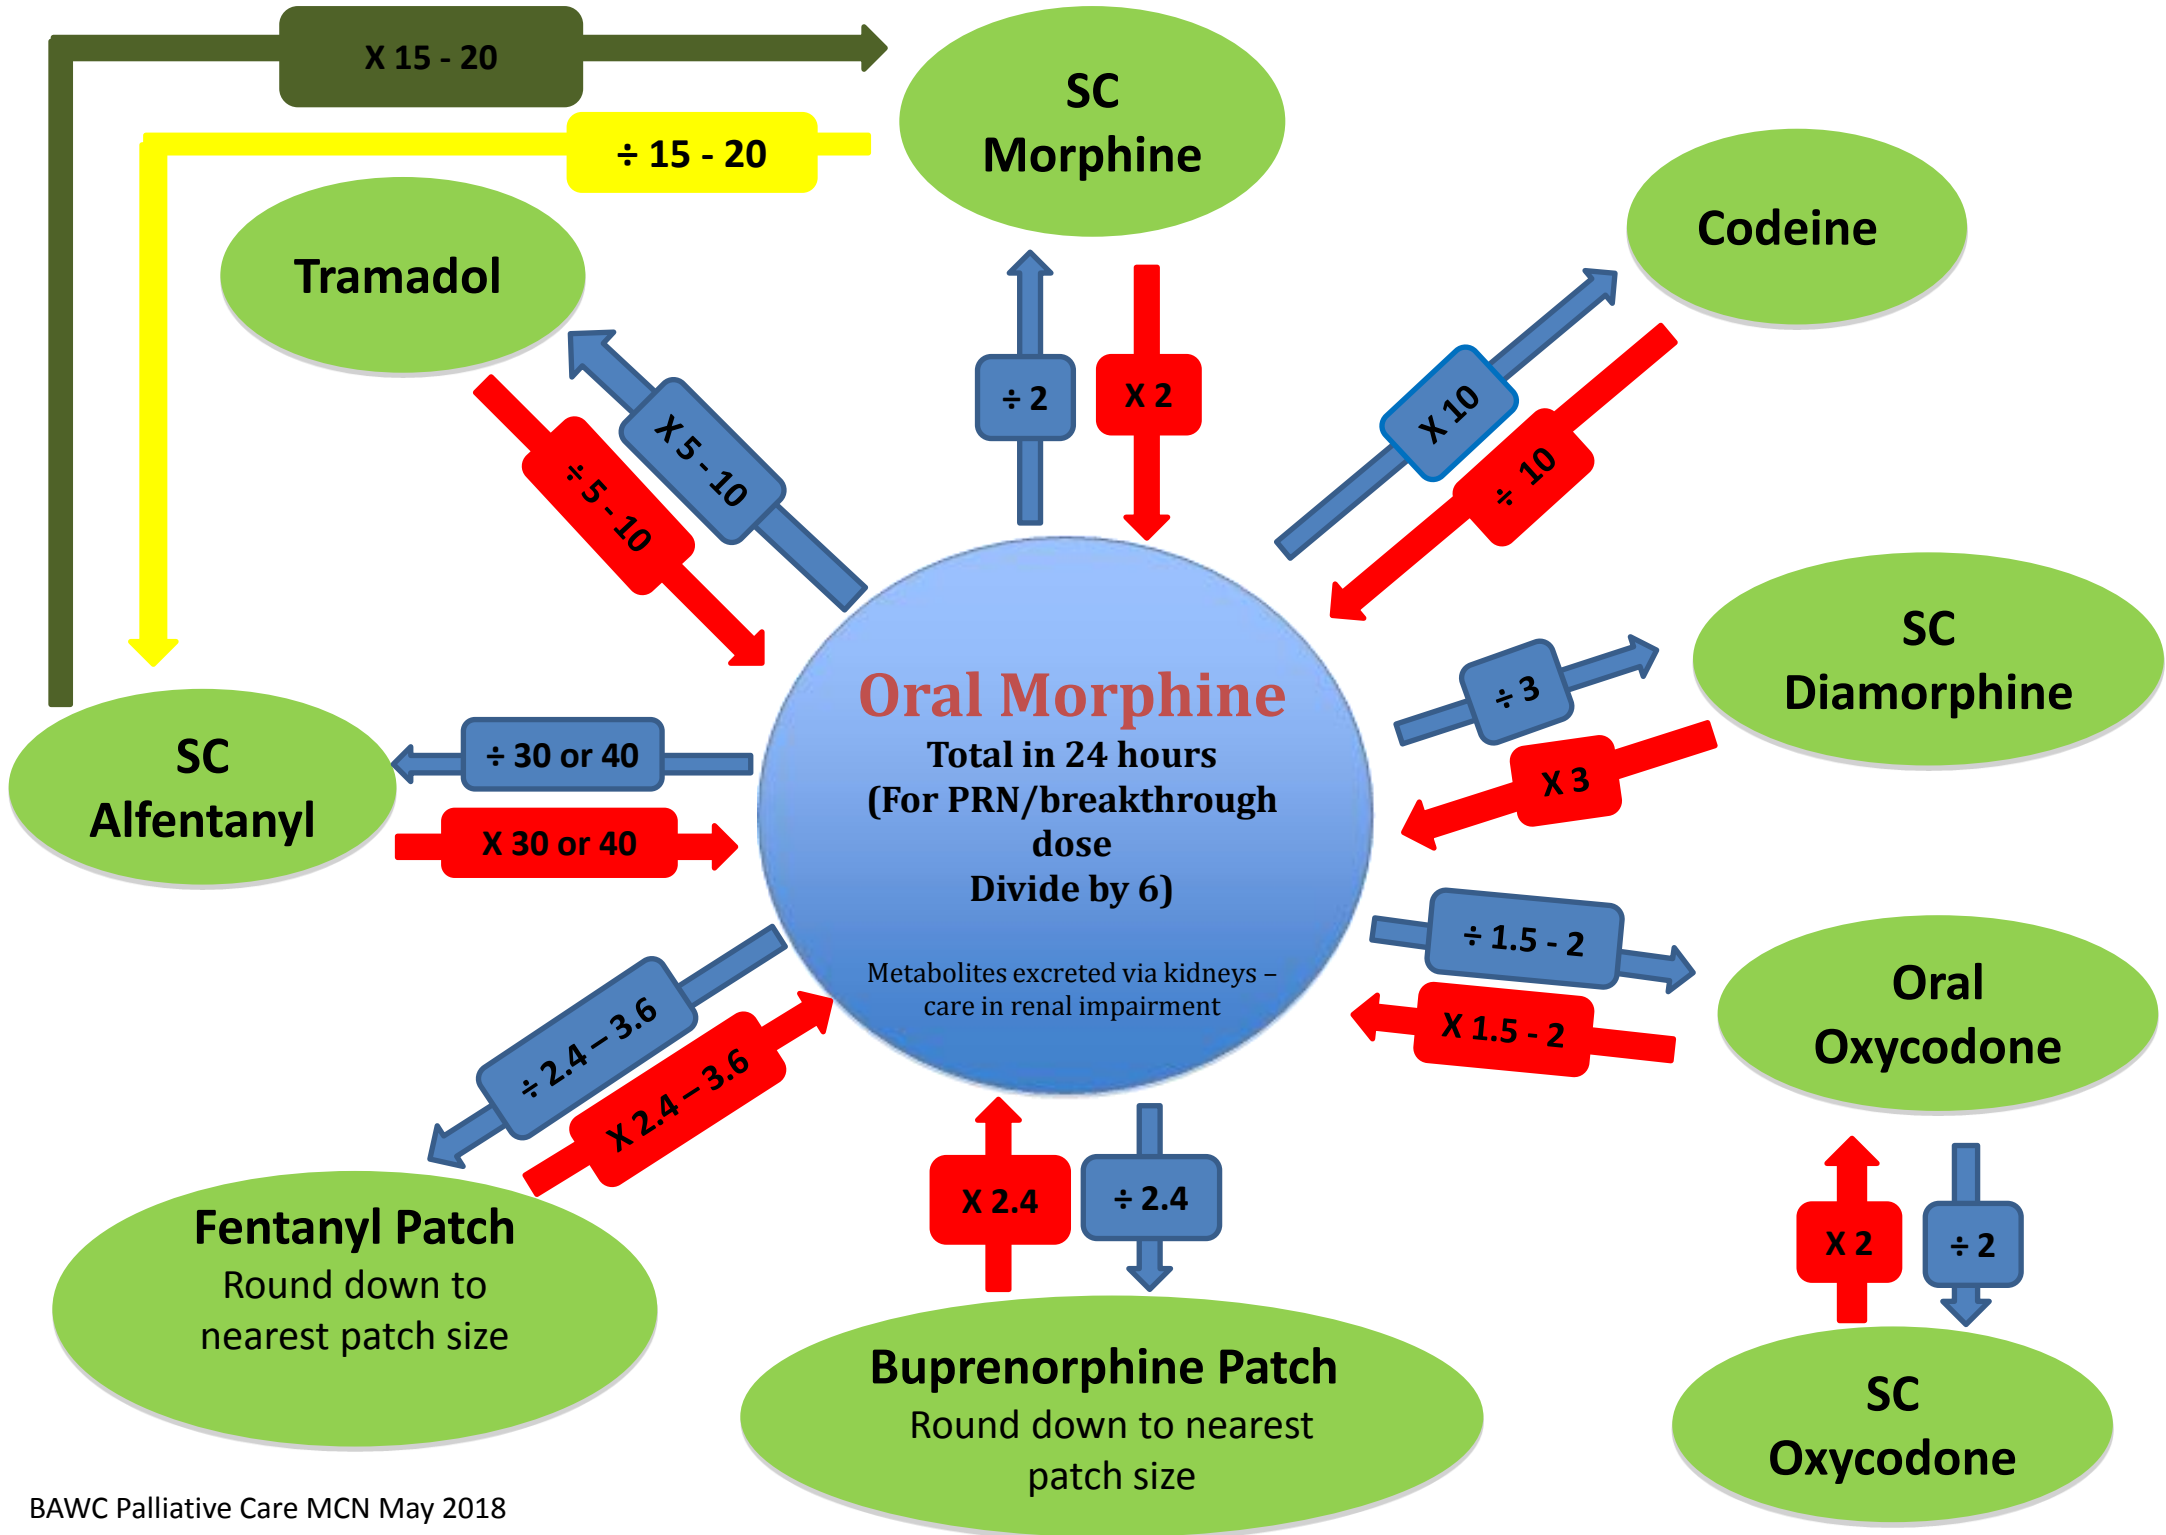 X 15 - 20
÷ 15 - 20
SC
Morphine
Codeine
Tramadol
÷ 2
X 2
X 10
÷ 10
X 5 - 10
÷ 5 - 10
SC
Diamorphine
÷ 3
X 3
Oral Morphine
Total in 24 hours
(For PRN/breakthrough
dose
Divide by 6)
Metabolites excreted via kidneys –
care in renal impairment
SC
Alfentanyl
÷ 30 or 40
X 30 or 40
÷ 1.5 - 2
X 1.5 - 2
Oral
Oxycodone
÷ 2.4 – 3.6
X 2.4 – 3.6
X 2.4
÷ 2.4
X 2
÷ 2
Fentanyl Patch
Round down to
nearest patch size
Buprenorphine Patch
Round down to nearest
patch size
SC
Oxycodone
BAWC Palliative Care MCN May 2018